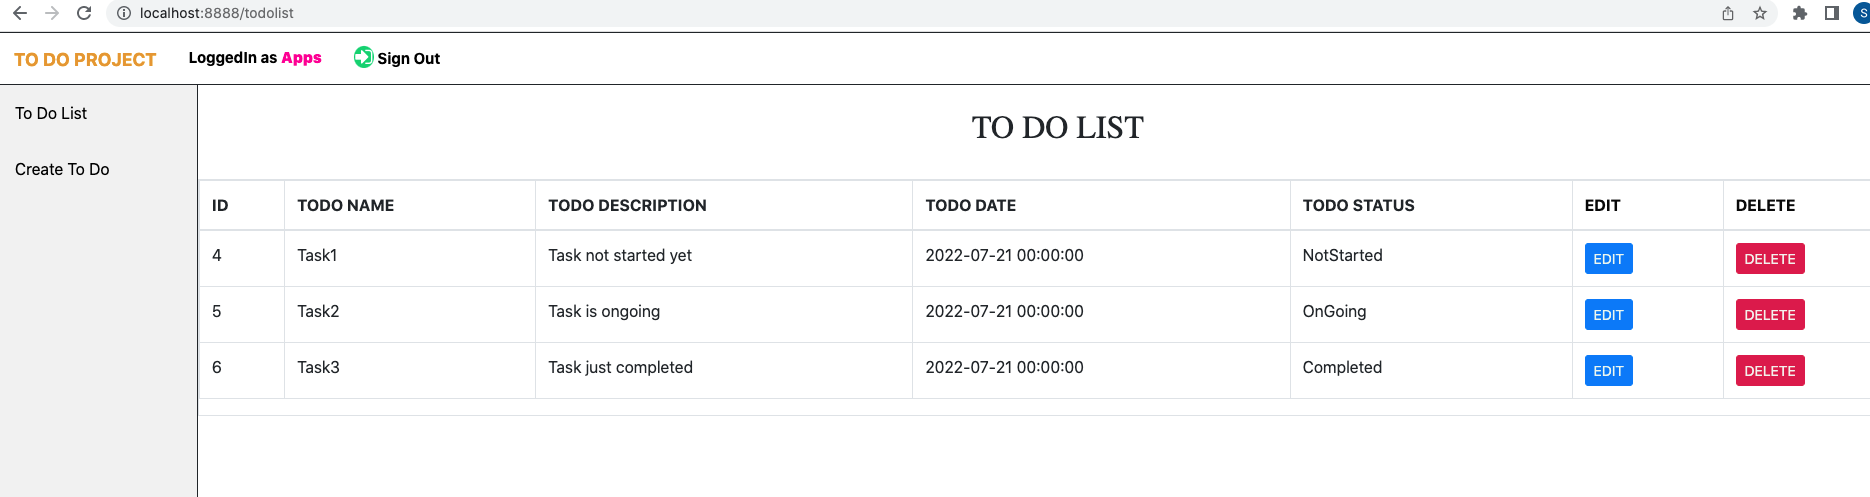 localhost:8888/todolist
S
TO DO PROJECT LoggedIn as Apps Sign Out
To Do List
Create To Do
TO DO LIST
ID TODO NAME TODO DESCRIPTION TODO DATE TODO STATUS EDIT DELETE
4 Task1 Task not started yet 2022-07-21 00:00:00 NotStarted EDIT DELETE
5 Task2 Task is ongoing 2022-07-21 00:00:00 OnGoing EDIT DELETE
6 Task3 Task just completed 2022-07-21 00:00:00 Completed EDIT DELETE